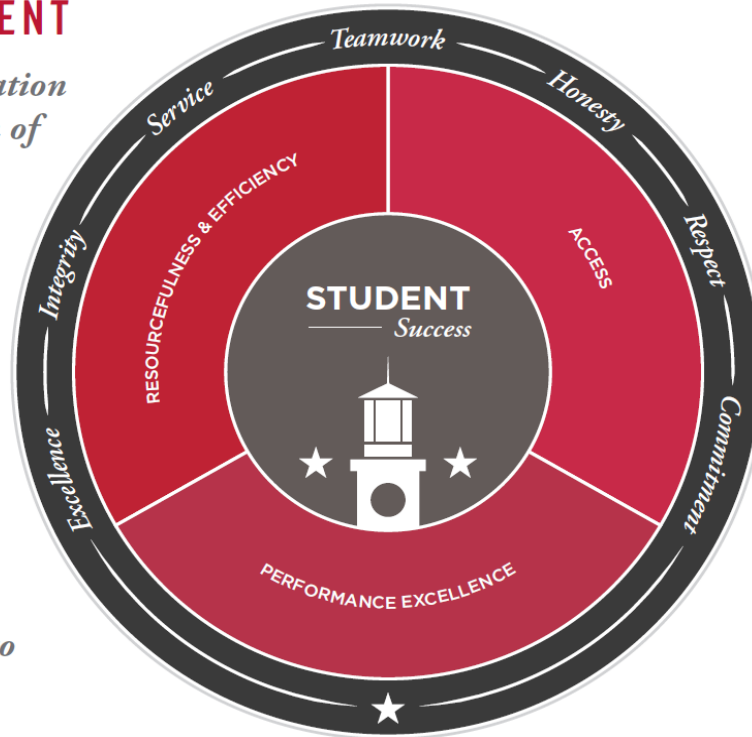 ENT
ation
of
o
Excellence
Integrity
Service
Teamwork
Honesty
Respect
Commitment
RESOURCEFULNESS & EFFICIENCY
ACCESS
PERFORMANCE EXCELLENCE
STUDENT
Success